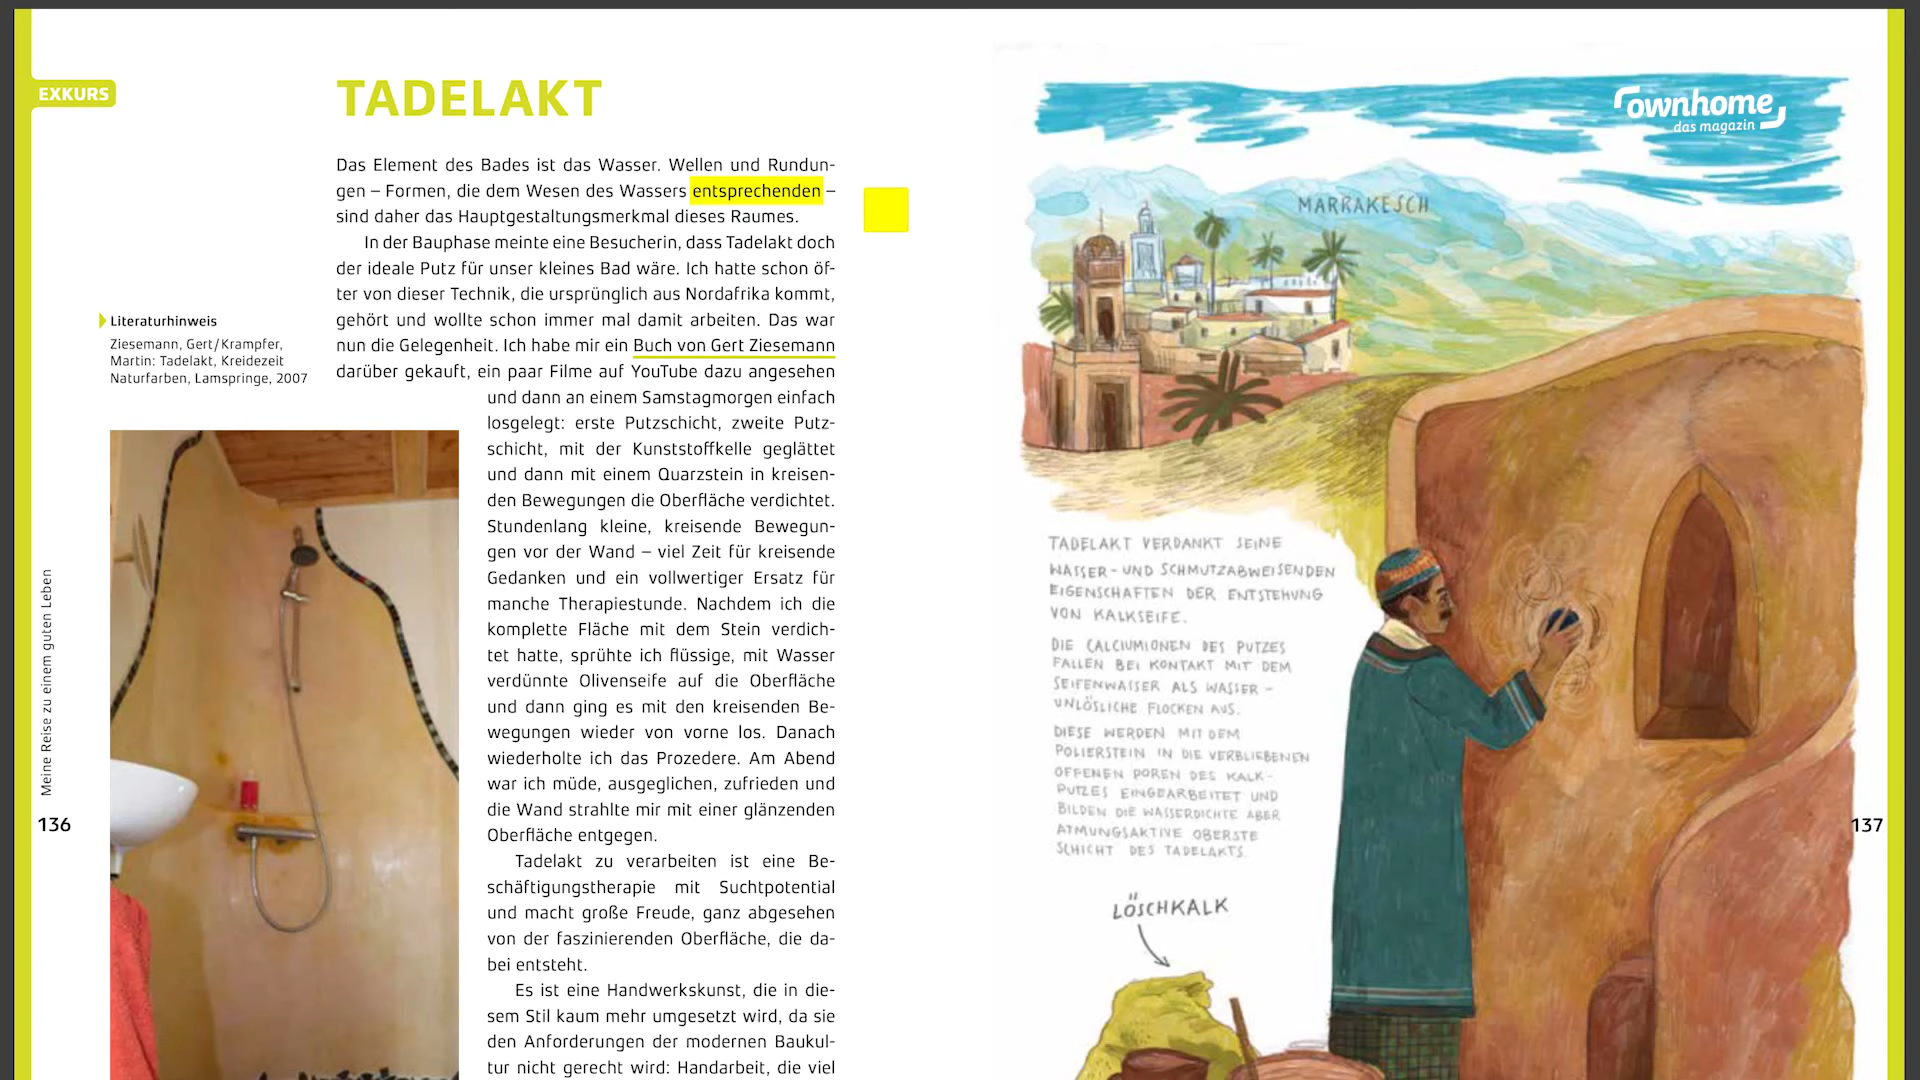 EXKURS
TADELAKT
Das Element des Bades ist das Wasser. Wellen und Rundun-
gen – Formen, die dem Wesen des Wassers entsprechenden –
sind daher das Hauptgestaltungsmerkmal dieses Raumes.
In der Bauphase meinte eine Besucherin, dass Tadelakt doch
der ideale Putz für unser kleines Bad wäre. Ich hatte schon öf-
ter von dieser Technik, die ursprünglich aus Nordafrika kommt,
gehört und wollte schon immer mal damit arbeiten. Das war
nun die Gelegenheit. Ich habe mir ein Buch von Gert Ziesemann
darüber gekauft, ein paar Filme auf YouTube dazu angesehen
und dann an einem Samstagmorgen einfach
losgelegt: erste Putzschicht, zweite Putz-
schicht, mit der Kunststoffkelle geglättet
und dann mit einem Quarzstein in kreisen-
den Bewegungen die Oberfläche verdichtet.
Stundenlang kleine, kreisende Bewegun-
gen vor der Wand – viel Zeit für kreisende
Gedanken und ein vollwertiger Ersatz für
manche Therapiestunde. Nachdem ich die
komplette Fläche mit dem Stein verdich-
tet hatte, sprühte ich flüssige, mit Wasser
verdünnte Olivenseife auf die Oberfläche
und dann ging es mit den kreisenden Be-
wegungen wieder von vorne los. Danach
wiederholte ich das Prozedere. Am Abend
war ich müde, ausgeglichen, zufrieden und
die Wand strahlte mir mit einer glänzenden
Oberfläche entgegen.
Tadelakt zu verarbeiten ist eine Be-
schäftigungstherapie mit Suchtpotential
und macht große Freude, ganz abgesehen
von der faszinierenden Oberfläche, die da-
bei entsteht.
Es ist eine Handwerkskunst, die in die-
sem Stil kaum mehr umgesetzt wird, da sie
den Anforderungen der modernen Baukul-
tur nicht gerecht wird: Handarbeit, die viel
Literaturhinweis
Ziesemann, Gert/Krampfer,
Martin: Tadelakt, Kreidezeit
Naturfarben, Lamspringe, 2007
Meine Reise zu einem guten Leben
136
ownhome
das magazin
MARRAKESCH
TADELAKT VERDANKT SEINE
WASSER- UND SCHMUTZABWEISENDEN
EIGENSCHAFTEN DER ENTSTEHUNG
VON KALKSEIFE.
DIE CALCIUMIONEN DES PUTZES
FALLEN BEI KONTAKT MIT DEM
SEIFENWASSER ALS WASSER-
UNLÖSLICHE FLOCKEN AUS.
DIESE WERDEN MIT DEM
POLIERSTEIN IN DIE VERBLIEBENEN
OFFENEN POREN DES KALK-
PUTZES EINGEARBEITET UND
BILDEN DIE WASSERDICHTE ABER
ATMUNGSAKTIVE OBERSTE
SCHICHT DES TADELAKTS.
LÖSCHKALK
137